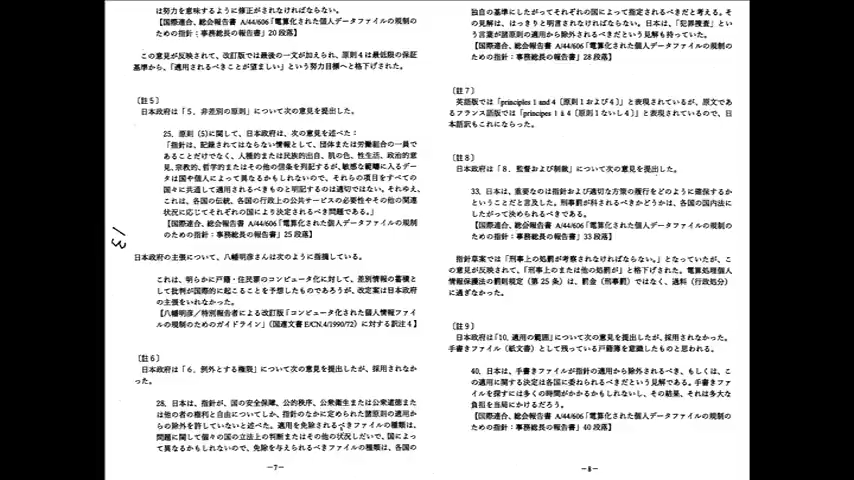 は努力を意味するように修正がされなければならない。
【国際連合、総会報告書 A/44/606「電算化された個人データファイルの規制の
ための指針：事務総長の報告書」20段落】
この意見が反映されて、改訂版では最後の一文が加えられ、原則４は最低限の保証
基準から、「適用されるべきことが望ましい」という努力目標へと格下げされた。
〔註５〕
日本政府は「５．非差別の原則」について次の意見を提出した。
25. 原則 (5)に関して、日本政府は、次の意見を述べた：
「指針は、記録されてはならない情報として、団体または労働組合の一員で
あることだけでなく、人種的または民族的出自、肌の色、性生活、政治的意
見、宗教的、哲学的またはその他の信条を列記するが、敏感な範疇に入るデー
タは国や個人によって異なるかもしれないので、それらの項目をすべての
国々に共通して適用されるべきものと明記するのは適切ではない。それゆえ、
これは、各国の伝統、各国の行政上の公共サービスの必要性やその他の関連
状況に応じてそれぞれの国により決定されるべき問題である。」
【国際連合、総会報告書 A/44/606「電算化された個人データファイルの規制
のための指針：事務総長の報告書」25段落】
日本政府の主張について、八幡明彦さんは次のように指摘している。
これは、明らかに戸籍・住民票のコンピュータ化に対して、差別情報の蓄積と
して批判が国際的に起こることを予想したものであろうが、改定案は日本政府
の主張をいれなかった。
【八幡明彦／特別報告者による改訂版「コンピュータ化された個人情報ファイ
ルの規制のためのガイドライン」（国連文書E/CN.4/1990/72）に対する訳注４】
〔註６〕
日本政府は「６．例外とする権限」について次の意見を提出したが、採用されなか
った。
28. 日本は、指針が、国の安全保障、公的秩序、公衆衛生または公衆道徳また
は他の者の権利と自由についてしか、指針のなかに定められた諸原則の適用か
らの除外を許していないと述べた。適用を免除されるべきファイルの種類は、
問題に関して個々の国の立法上の判断またはその他の状況しだいで、国によっ
て異なるかもしれないので、免除を与えられるべきファイルの種類は、各国の
－7－
13
独自の基準にしたがってそれぞれの国によって指定されるべきだと考える。そ
の見解は、はっきりと明言されなければならない。日本は、「犯罪捜査」とい
う言葉が諸原則の適用から除外されるべきだという見解も持っていた。
【国際連合、総会報告書 A/44/606「電算化された個人データファイルの規制の
ための指針：事務総長の報告書」28段落】
〔註７〕
英語版では「principles 1 and 4〔原則１および４〕」と表現されているが、原文であ
るフランス語版では「principes 1 à 4〔原則１ないし４〕」と表現されているので、日
本語訳もこれにならった。
〔註８〕
日本政府は「８．監督および制裁」について次の意見を提出した。
33. 日本は、重要なのは指針および適切な方策の履行をどのように確保するか
ということだと言及した。刑事罰が科されるべきかどうかは、各国の国内法に
したがって決められるべきである。
【国際連合、総会報告書 A/44/606「電算化された個人データファイルの規制の
ための指針：事務総長の報告書」33段落】
指針草案では「刑事上の処罰が考察されなければならない。」となっていたが、こ
の意見が反映されて、「刑事上のまたは他の処罰が」と格下げされた。電算処理個人
情報保護法の罰則規定（第25条）は、罰金（刑事罰）ではなく、過料（行政処分）
に過ぎなかった。
〔註９〕
日本政府は「10. 適用の範囲」について次の意見を提出したが、採用されなかった。
手書きファイル（紙文書）として残っている戸籍簿を意識したものと思われる。
40. 日本は、手書きファイルが指針の適用から除外されるべき、もしくは、こ
の適用に関する決定は各国に委ねられるべきだという見解である。手書きファイ
ルを探すには多くの時間がかかるかもしれないし、その結果、それは多大な
負担を当局にかけるだろう。
【国際連合、総会報告書 A/44/606「電算化された個人データファイルの規制の
ための指針：事務総長の報告書」40段落】
－8－